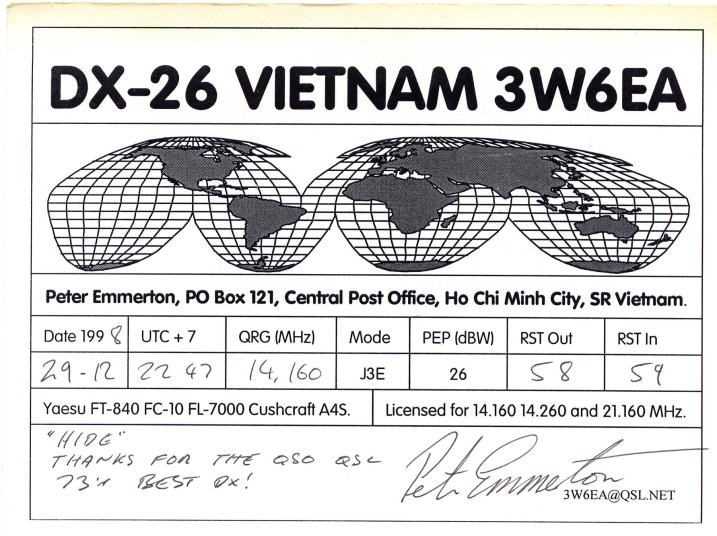 DX-26 VIETNAM 3W6EA
Peter Emmerton, PO Box 121, Central Post Office, Ho Chi Minh City, SR Vietnam.
Date 1998 UTC + 7 QRG (MHz) Mode PEP (dBW) RST Out RST In
29-12 22 47 14,160 J3E 26 58 59
Yaesu FT-840 FC-10 FL-7000 Cushcraft A4S. Licensed for 14.160 14.260 and 21.160 MHz.
"HIDE"
THANKS FOR THE QSO QSL
73's BEST DX!
Peter Emmerton
3W6EA@QSL.NET